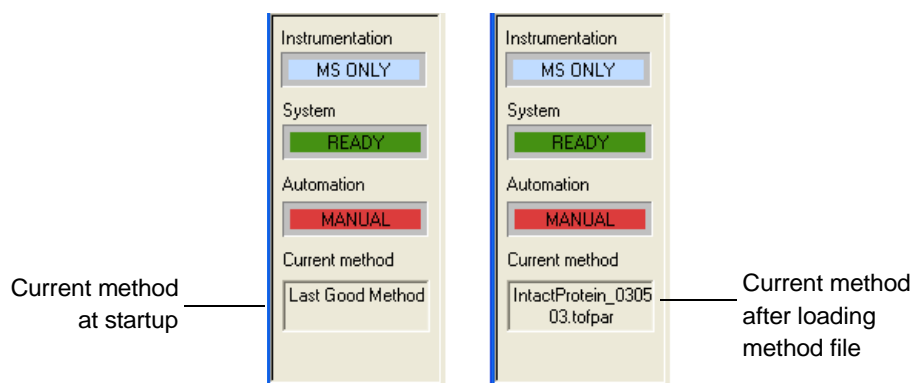 Instrumentation
MS ONLY
System
READY
Automation
MANUAL
Current method
Last Good Method
Current method
at startup
Instrumentation
MS ONLY
System
READY
Automation
MANUAL
Current method
IntactProtein_0305
03.tofpar
Current method
after loading
method file